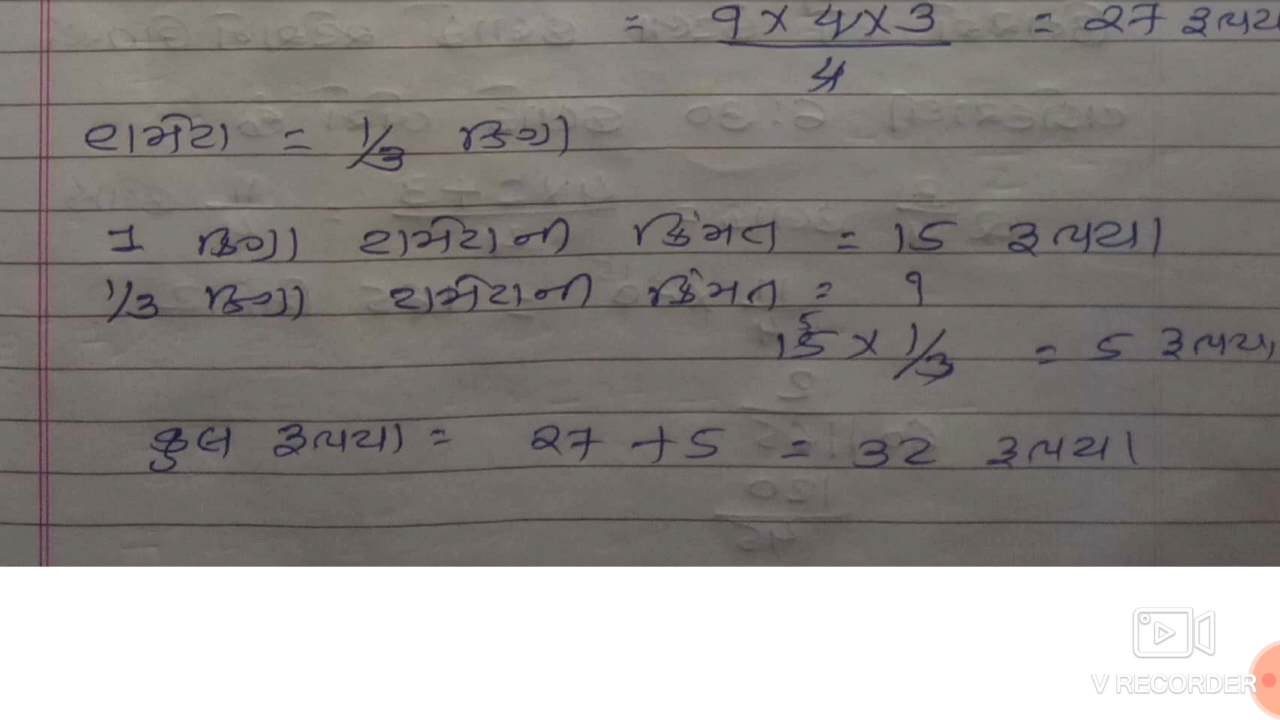 = 9 × 4 × 3 / 4 = 27 રૂપિયા
ટામેટા = 1/3 કિગ્રા
1 કિગ્રા ટામેટાની કિંમત = 15 રૂપિયા
1/3 કિગ્રા ટામેટાની કિંમત = ?
15 × 1/3 = 5 રૂપિયા
5
કુલ રૂપિયા = 27 + 5 = 32 રૂપિયા
V RECORDER